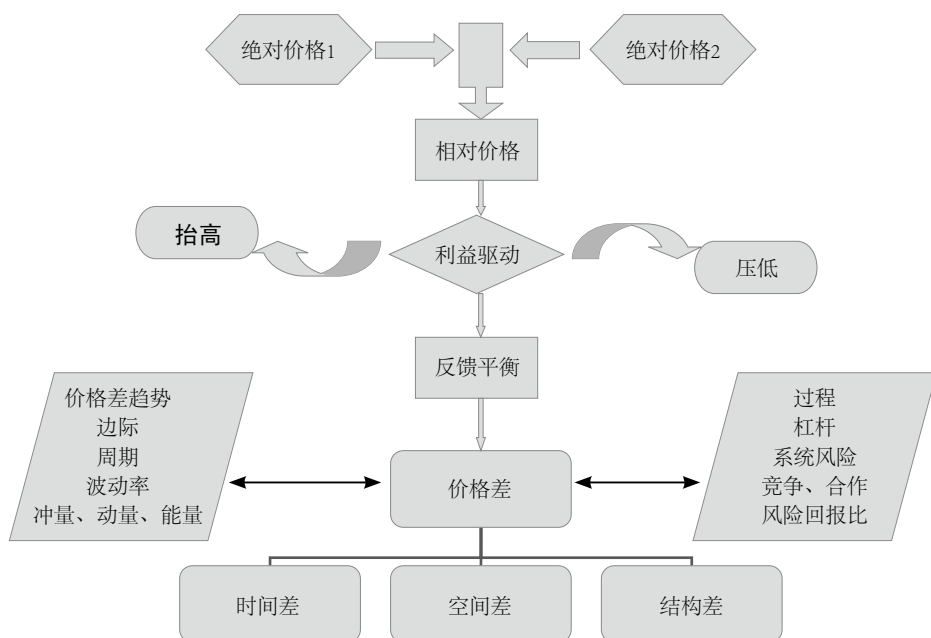 绝对价格1
绝对价格2
相对价格
抬高
利益驱动
压低
反馈平衡
价格差趋势
边际
周期
波动率
冲量、动量、能量
价格差
过程
杠杆
系统风险
竞争、合作
风险回报比
时间差
空间差
结构差